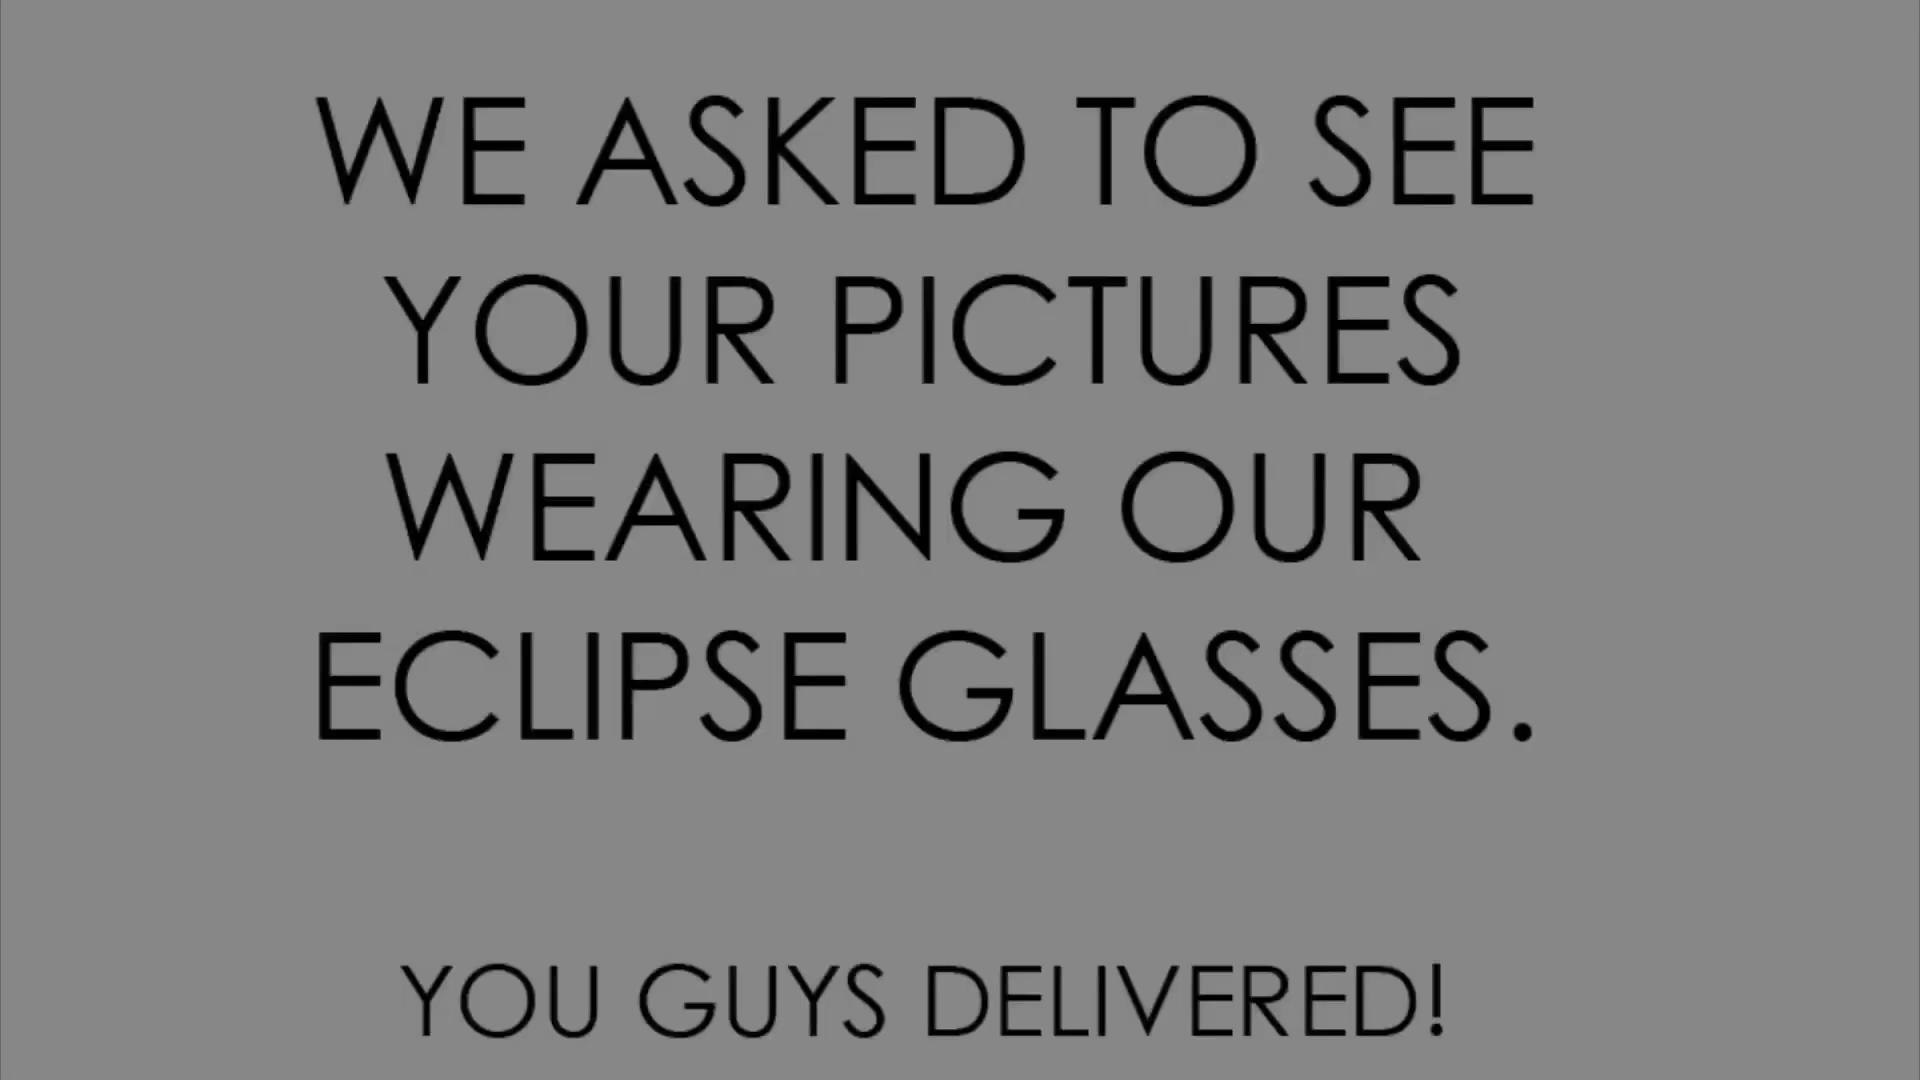 WE ASKED TO SEE
YOUR PICTURES
WEARING OUR
ECLIPSE GLASSES.
YOU GUYS DELIVERED!